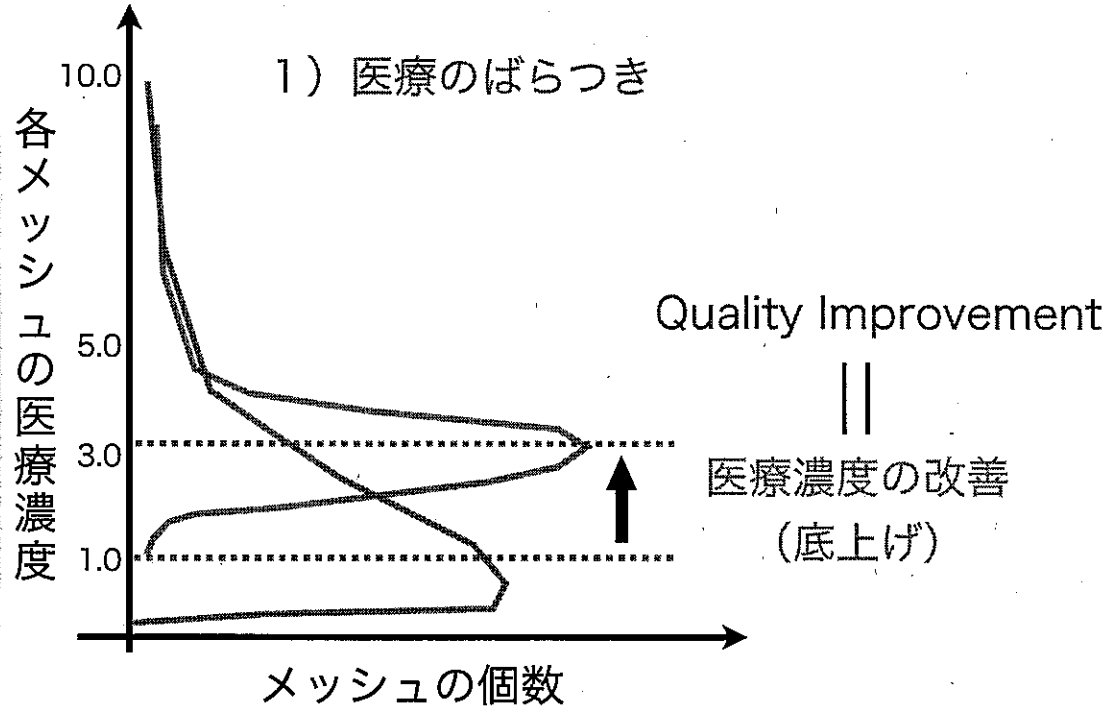 1）医療のばらつき
10.0
5.0
3.0
1.0
各メッシュの医療濃度
メッシュの個数
Quality Improvement
||
医療濃度の改善
（底上げ）